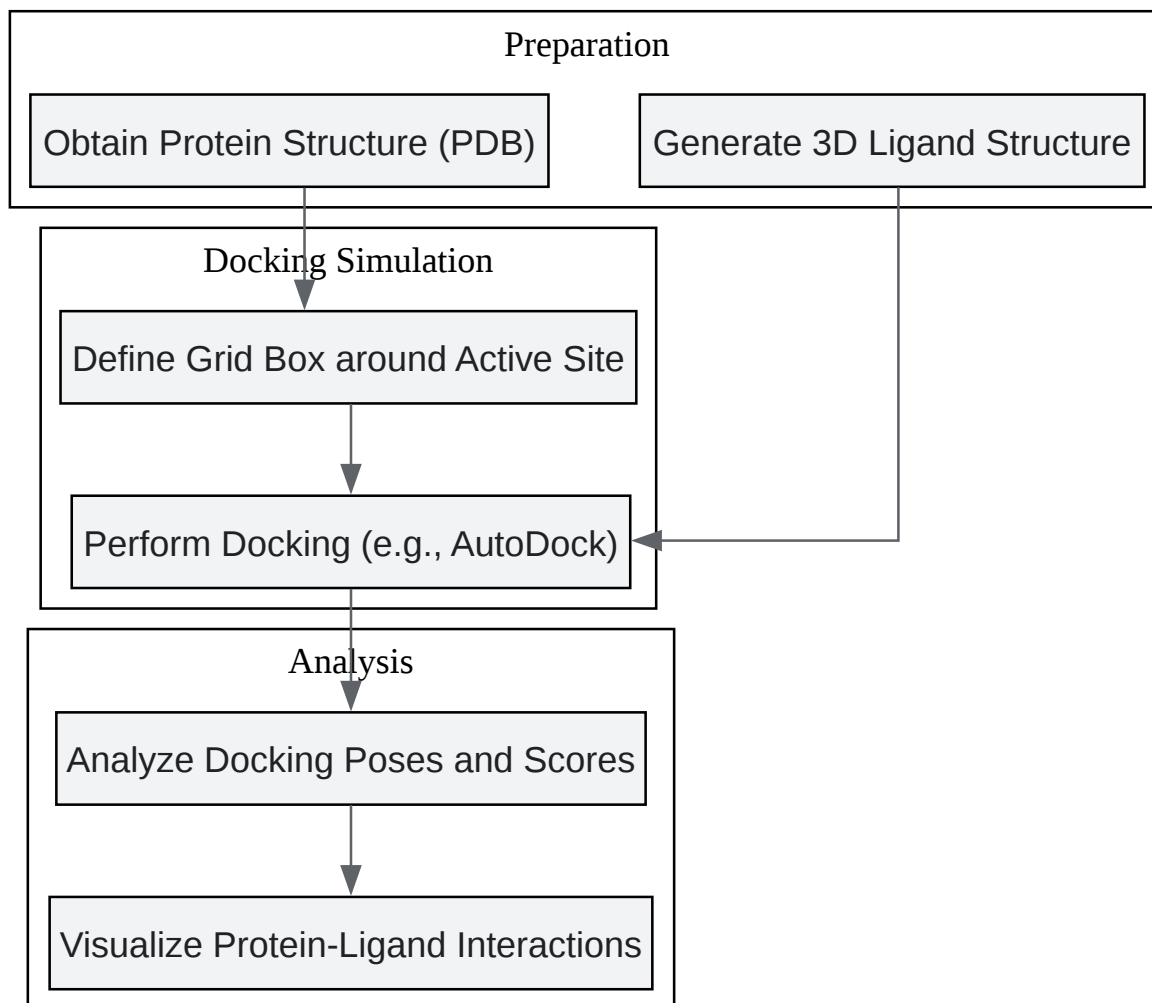 Preparation
Obtain Protein Structure (PDB)
Generate 3D Ligand Structure
Docking Simulation
Define Grid Box around Active Site
Perform Docking (e.g., AutoDock)
Analysis
Analyze Docking Poses and Scores
Visualize Protein-Ligand Interactions